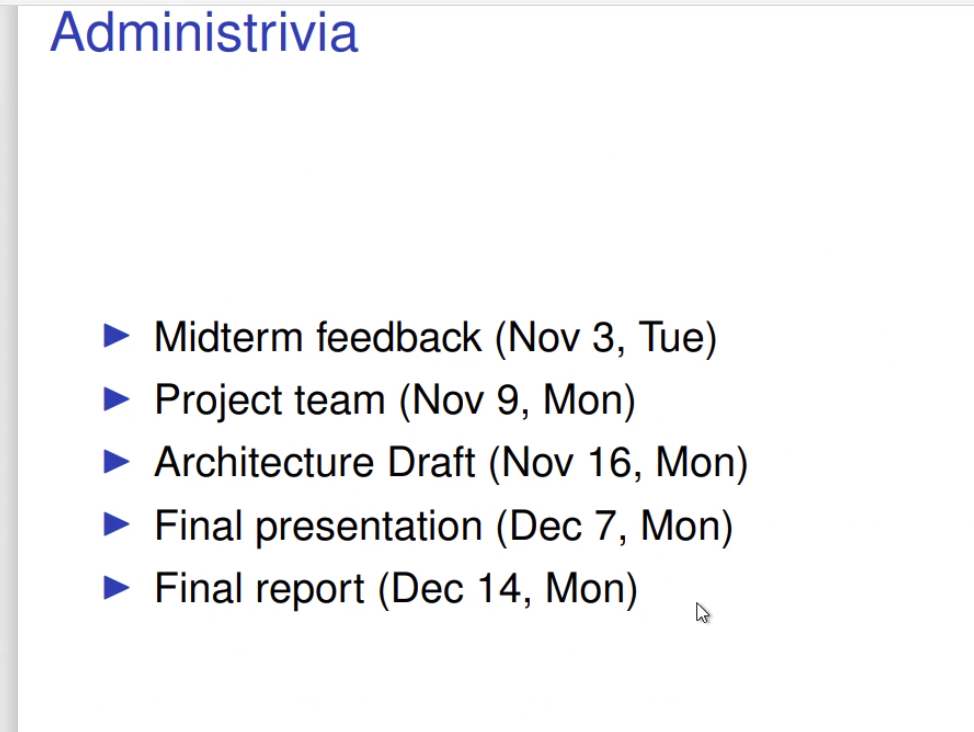 Administrivia
Midterm feedback (Nov 3, Tue)
Project team (Nov 9, Mon)
Architecture Draft (Nov 16, Mon)
Final presentation (Dec 7, Mon)
Final report (Dec 14, Mon)